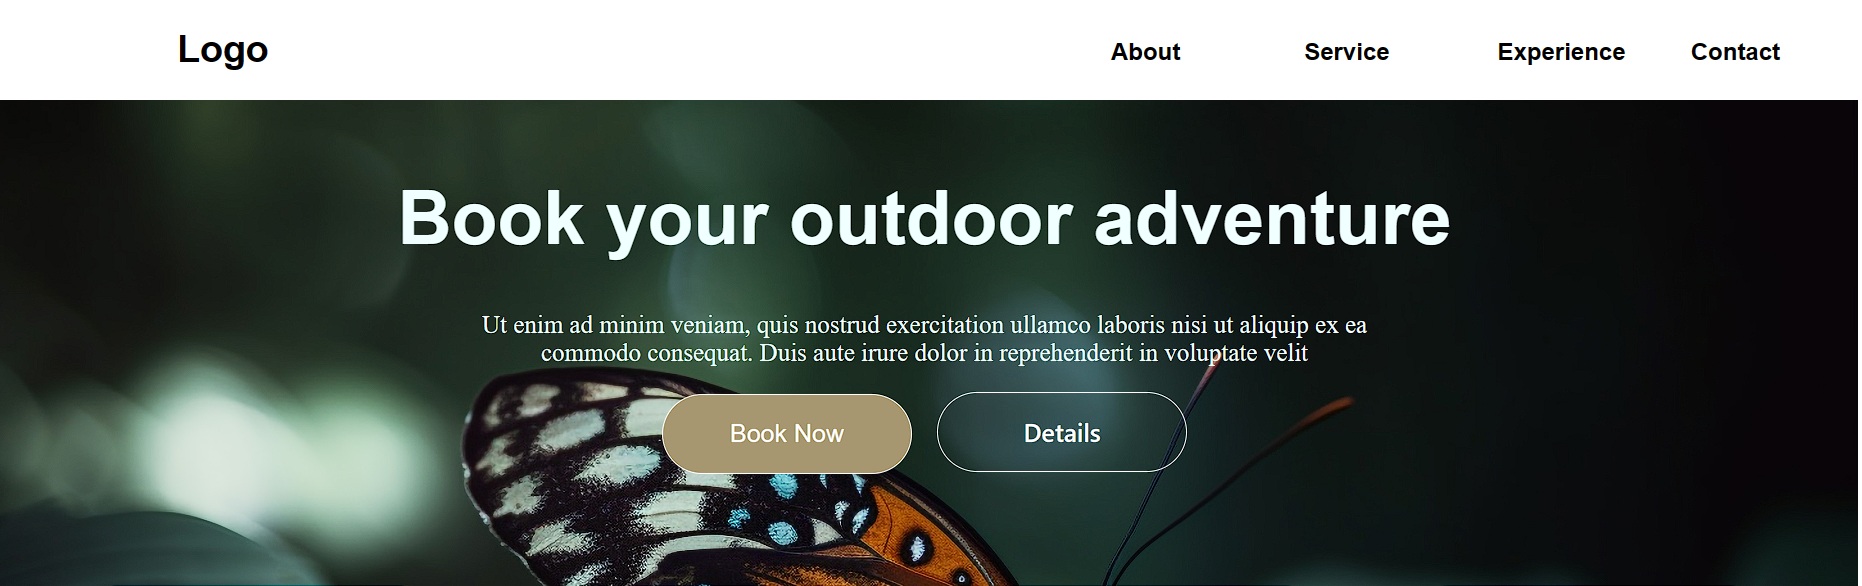 Logo
About
Service
Experience
Contact
Book your outdoor adventure
Ut enim ad minim veniam, quis nostrud exercitation ullamco laboris nisi ut aliquip ex ea
commodo consequat. Duis aute irure dolor in reprehenderit in voluptate velit
Book Now
Details